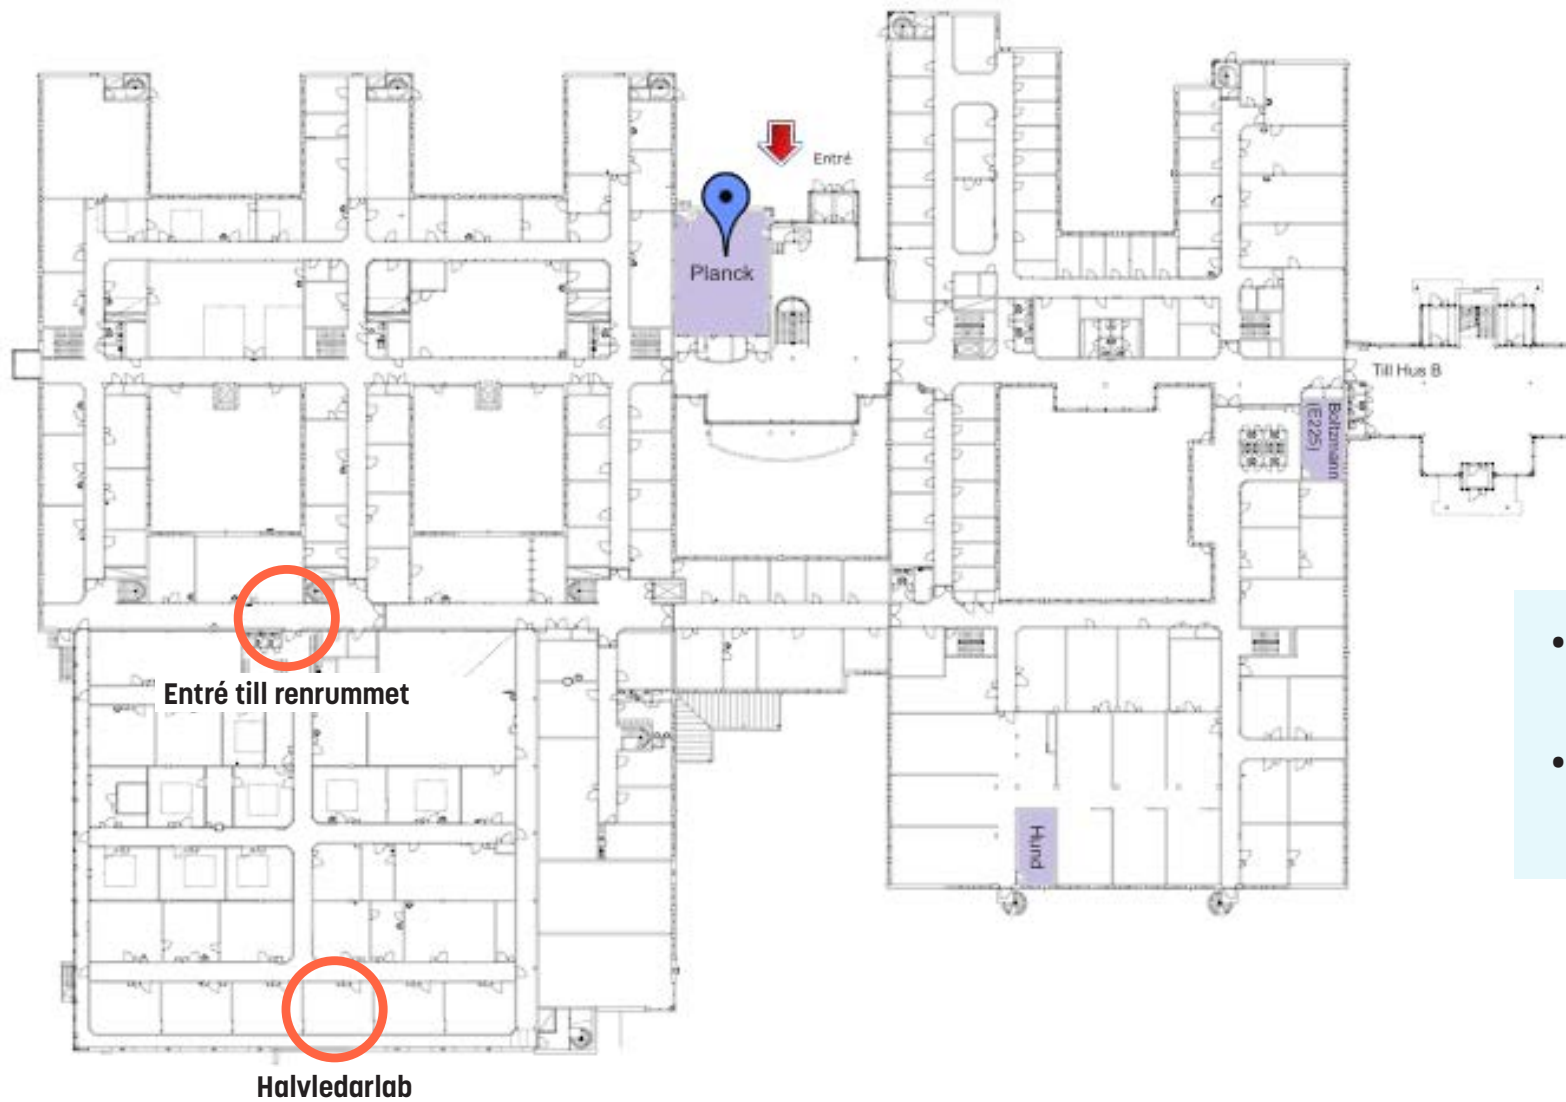 Entré
Planck
Till Hus B
Boltzmann
(E225)
Entré till renrummet
Hund
Halvledarlab
•
•